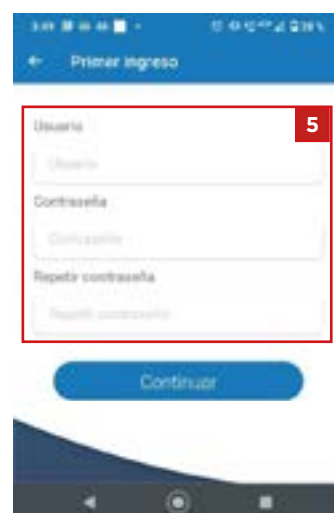 Primer ingreso
5
Usuario
Usuario
Contraseña
Contraseña
Repetir contraseña
Repetir contraseña
Continuar